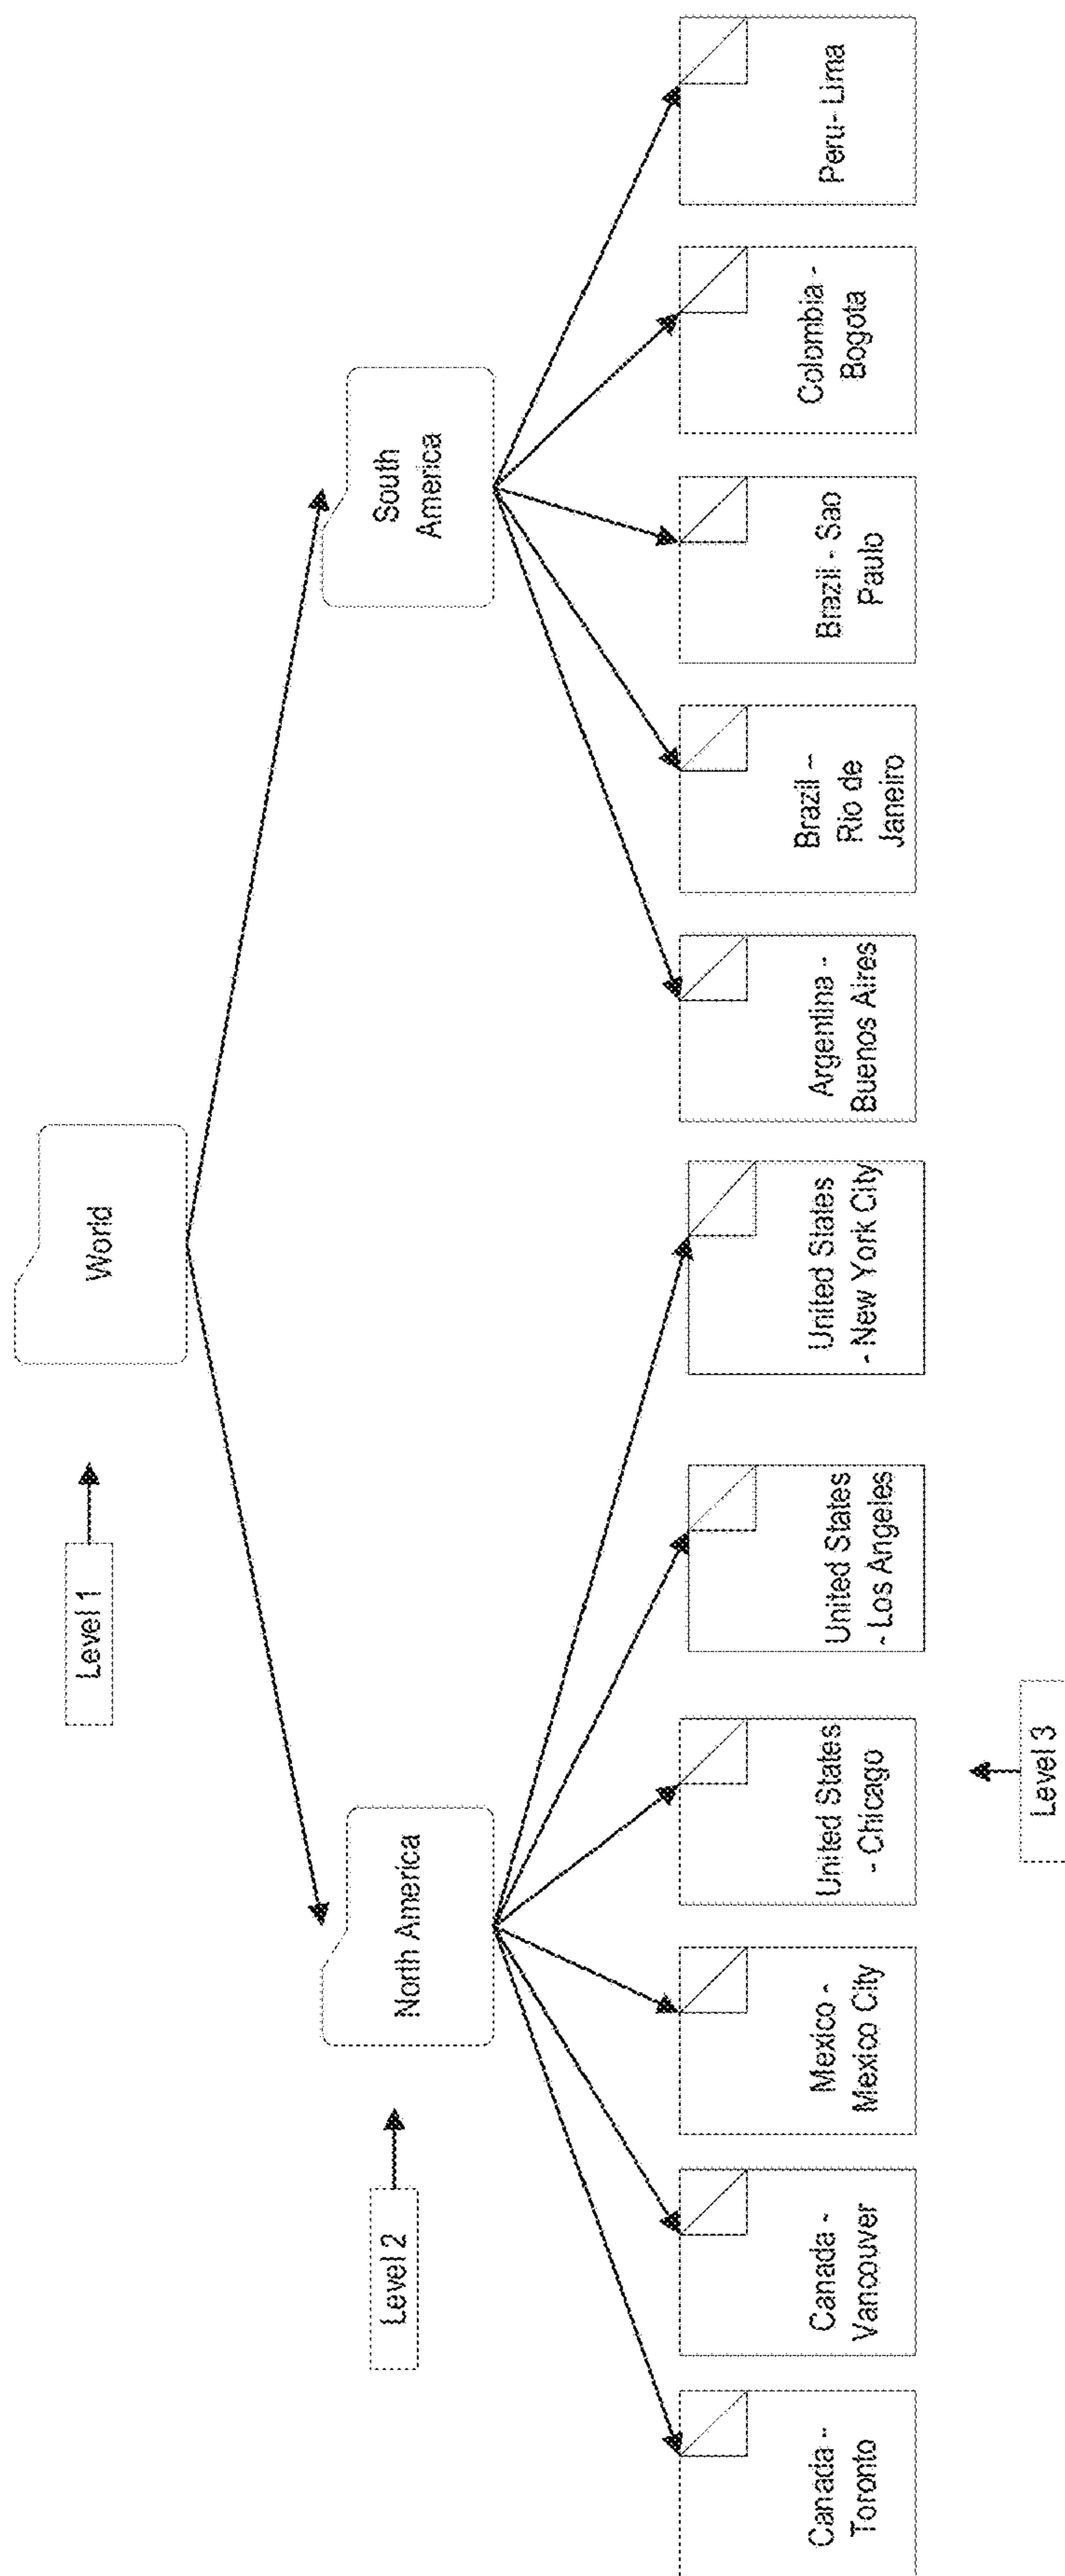 World
Level 1
North America
South
America
Level 2
Canada -
Toronto
Canada -
Vancouver
Mexico -
Mexico City
United States
- Chicago
United States
- Los Angeles
United States
- New York City
Argentina -
Buenos Aires
Brazil –
Rio de
Janeiro
Brazil - Sao
Paulo
Colombia -
Bogota
Peru- Lima
Level 3